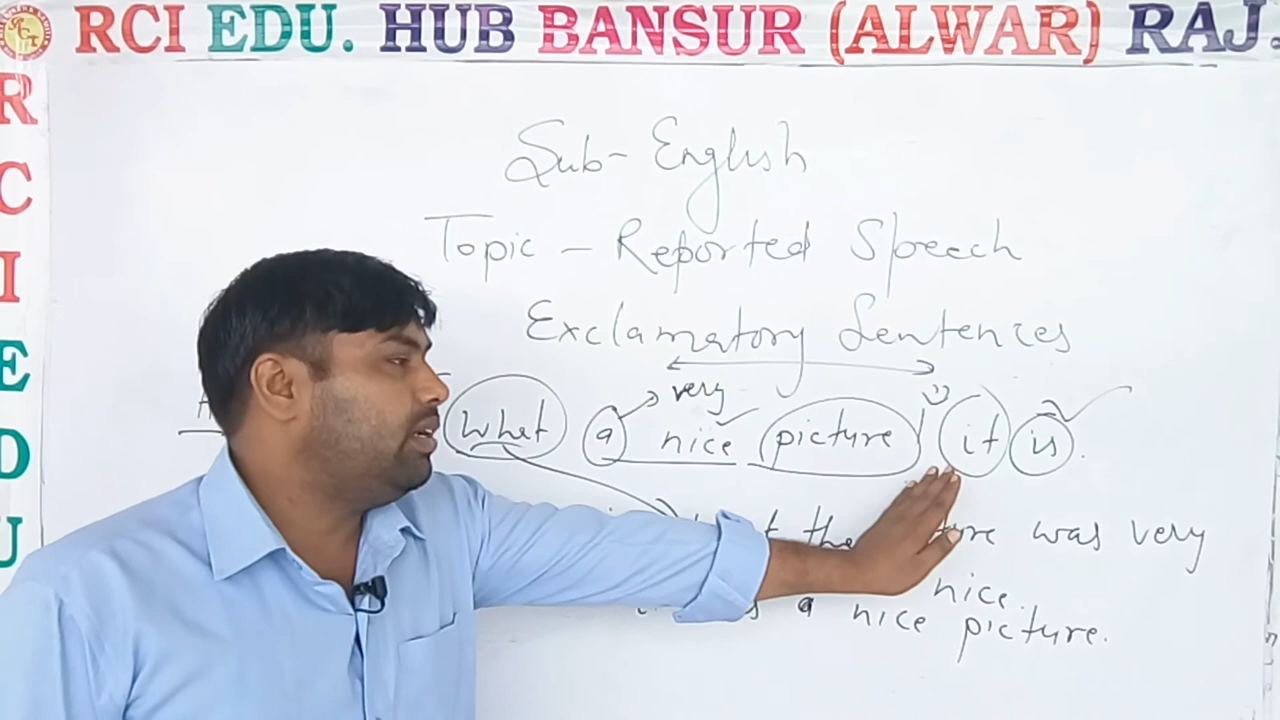 RCI EDU. HUB BANSUR (ALWAR) RAJ.
R
C
I
E
D
U
Sub- English
Topic - Reported Speech
Exclamatory Sentences
very
What a nice picture! it is.
the was very
nice.
a nice picture.